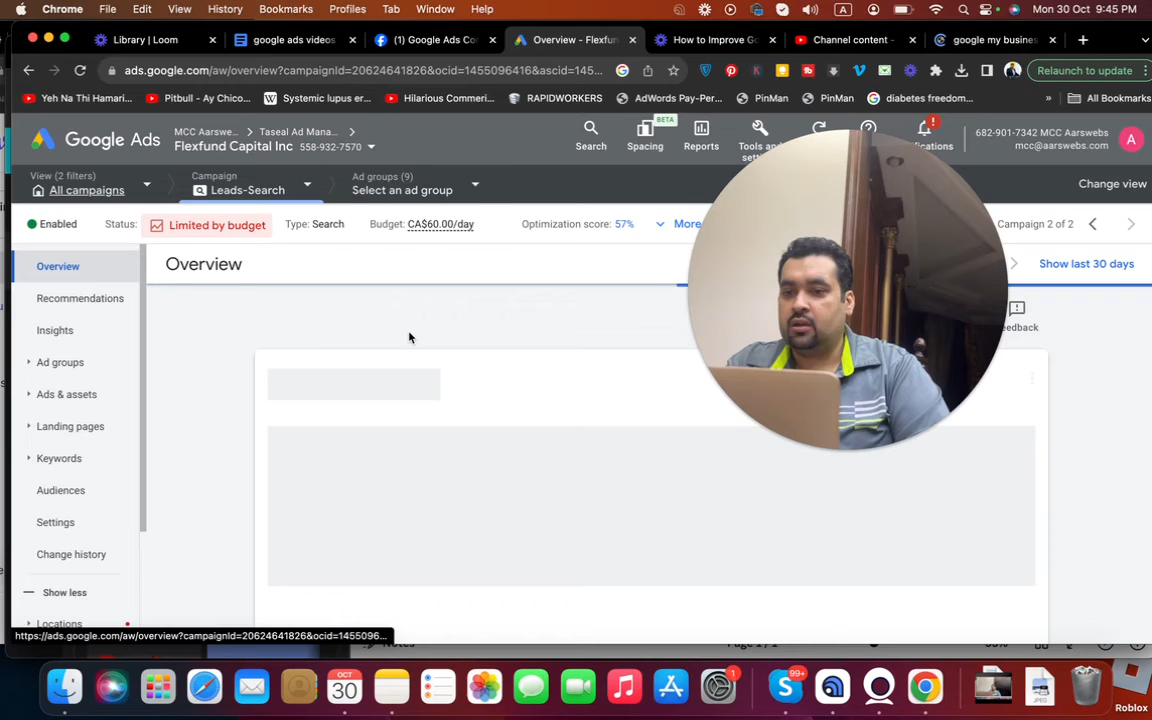 Chrome File Edit View History Bookmarks Profiles Tab Window Help
A
Mon 30 Oct 9:45 PM
Library | Loom
google ads videos
(1) Google Ads Co
Overview - Flexfun
How to Improve Go
Channel content -
google my busines
ads.google.com/aw/overview?campaignId=20624641826&ocid=1455096416&ascid=145...
Relaunch to update
Yeh Na Thi Hamari...
Pitbull - Ay Chico...
Systemic lupus er...
Hilarious Commeri...
RAPIDWORKERS
AdWords Pay-Per...
PinMan
PinMan
diabetes freedom...
»
All Bookmarks
Google Ads
MCC Aarswe... Taseal Ad Mana...
Flexfund Capital Inc 558-932-7570
Search
BETA
Spacing
Reports
Tools and
682-901-7342 MCC Aarswebs
mcc@aarswebs.com
A
View (2 filters)
All campaigns
Campaign
Leads-Search
Ad groups (9)
Select an ad group
Change view
Enabled
Status:
Limited by budget
Type: Search
Budget: CA$60.00/day
Optimization score: 57%
More
Campaign 2 of 2
Overview
Show last 30 days
Overview
Recommendations
Insights
Ad groups
Ads & assets
Landing pages
Keywords
Audiences
Settings
Change history
Show less
Locations
https://ads.google.com/aw/overview?campaignId=20624641826&ocid=1455096...
OCT
30
99+
1
JPEG
Roblox